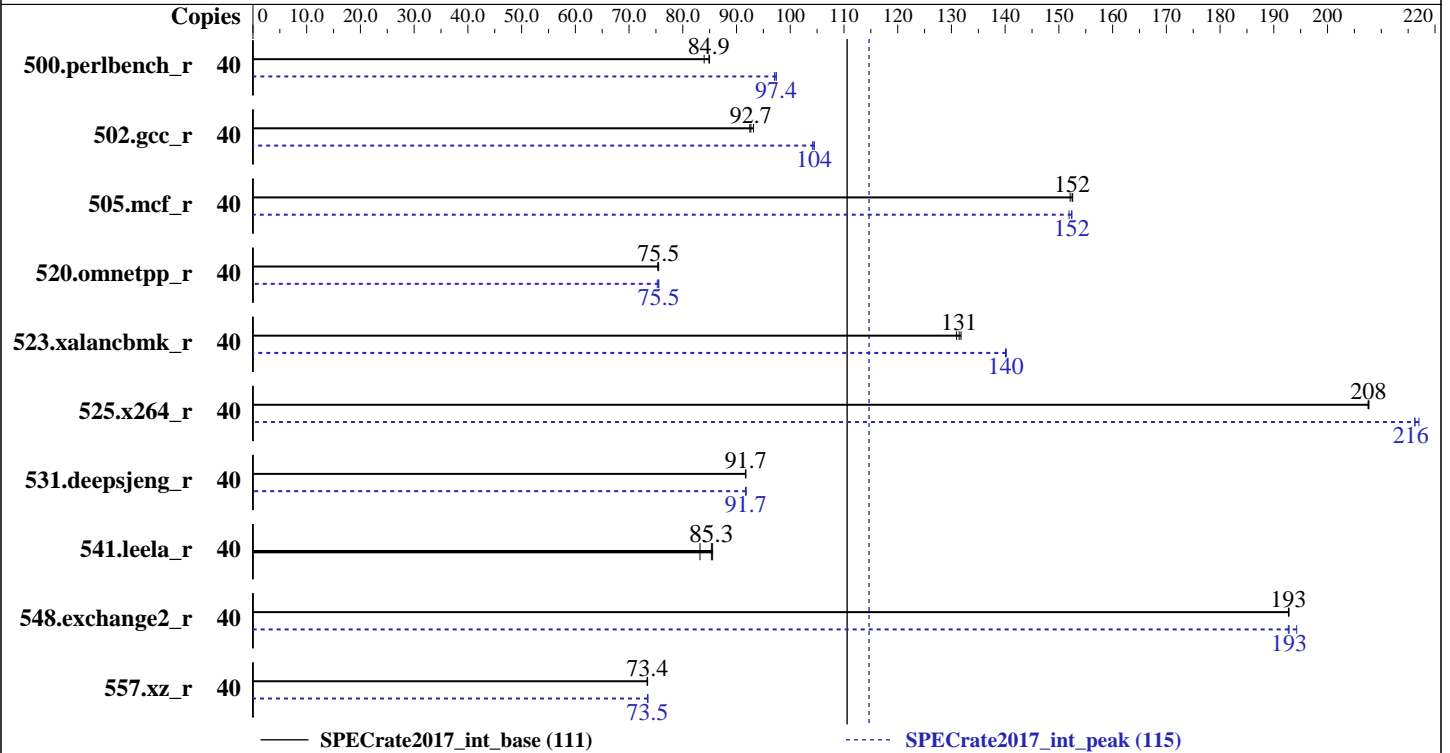 Copies 0 10.0 20.0 30.0 40.0 50.0 60.0 70.0 80.0 90.0 100 110 120 130 140 150 160 170 180 190 200 220
84.9
500.perlbench_r 40
97.4
92.7
502.gcc_r 40
104
152
505.mcf_r 40
152
75.5
520.omnetpp_r 40
75.5
131
523.xalancbmk_r 40
140
208
525.x264_r 40
216
91.7
531.deepsjeng_r 40
91.7
85.3
541.leela_r 40
193
548.exchange2_r 40
193
73.4
557.xz_r 40
73.5
SPECrate2017_int_base (111) SPECrate2017_int_peak (115)